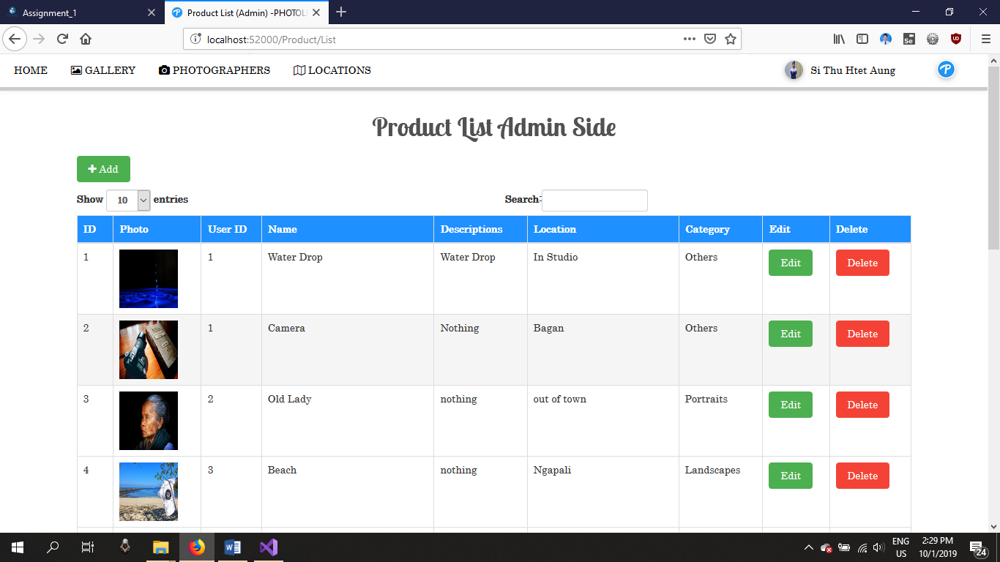 Assignment_1
Product List (Admin) -PHOTOL
localhost:52000/Product/List
HOME GALLERY PHOTOGRAPHERS LOCATIONS Si Thu Htet Aung
Product List Admin Side
Add
Show 10 entries Search:
ID Photo User ID Name Descriptions Location Category Edit Delete
1 1 Water Drop Water Drop In Studio Others Edit Delete
2 1 Camera Nothing Bagan Others Edit Delete
3 2 Old Lady nothing out of town Portraits Edit Delete
4 3 Beach nothing Ngapali Landscapes Edit Delete
ENG 2:29 PM
US 10/1/2019 24